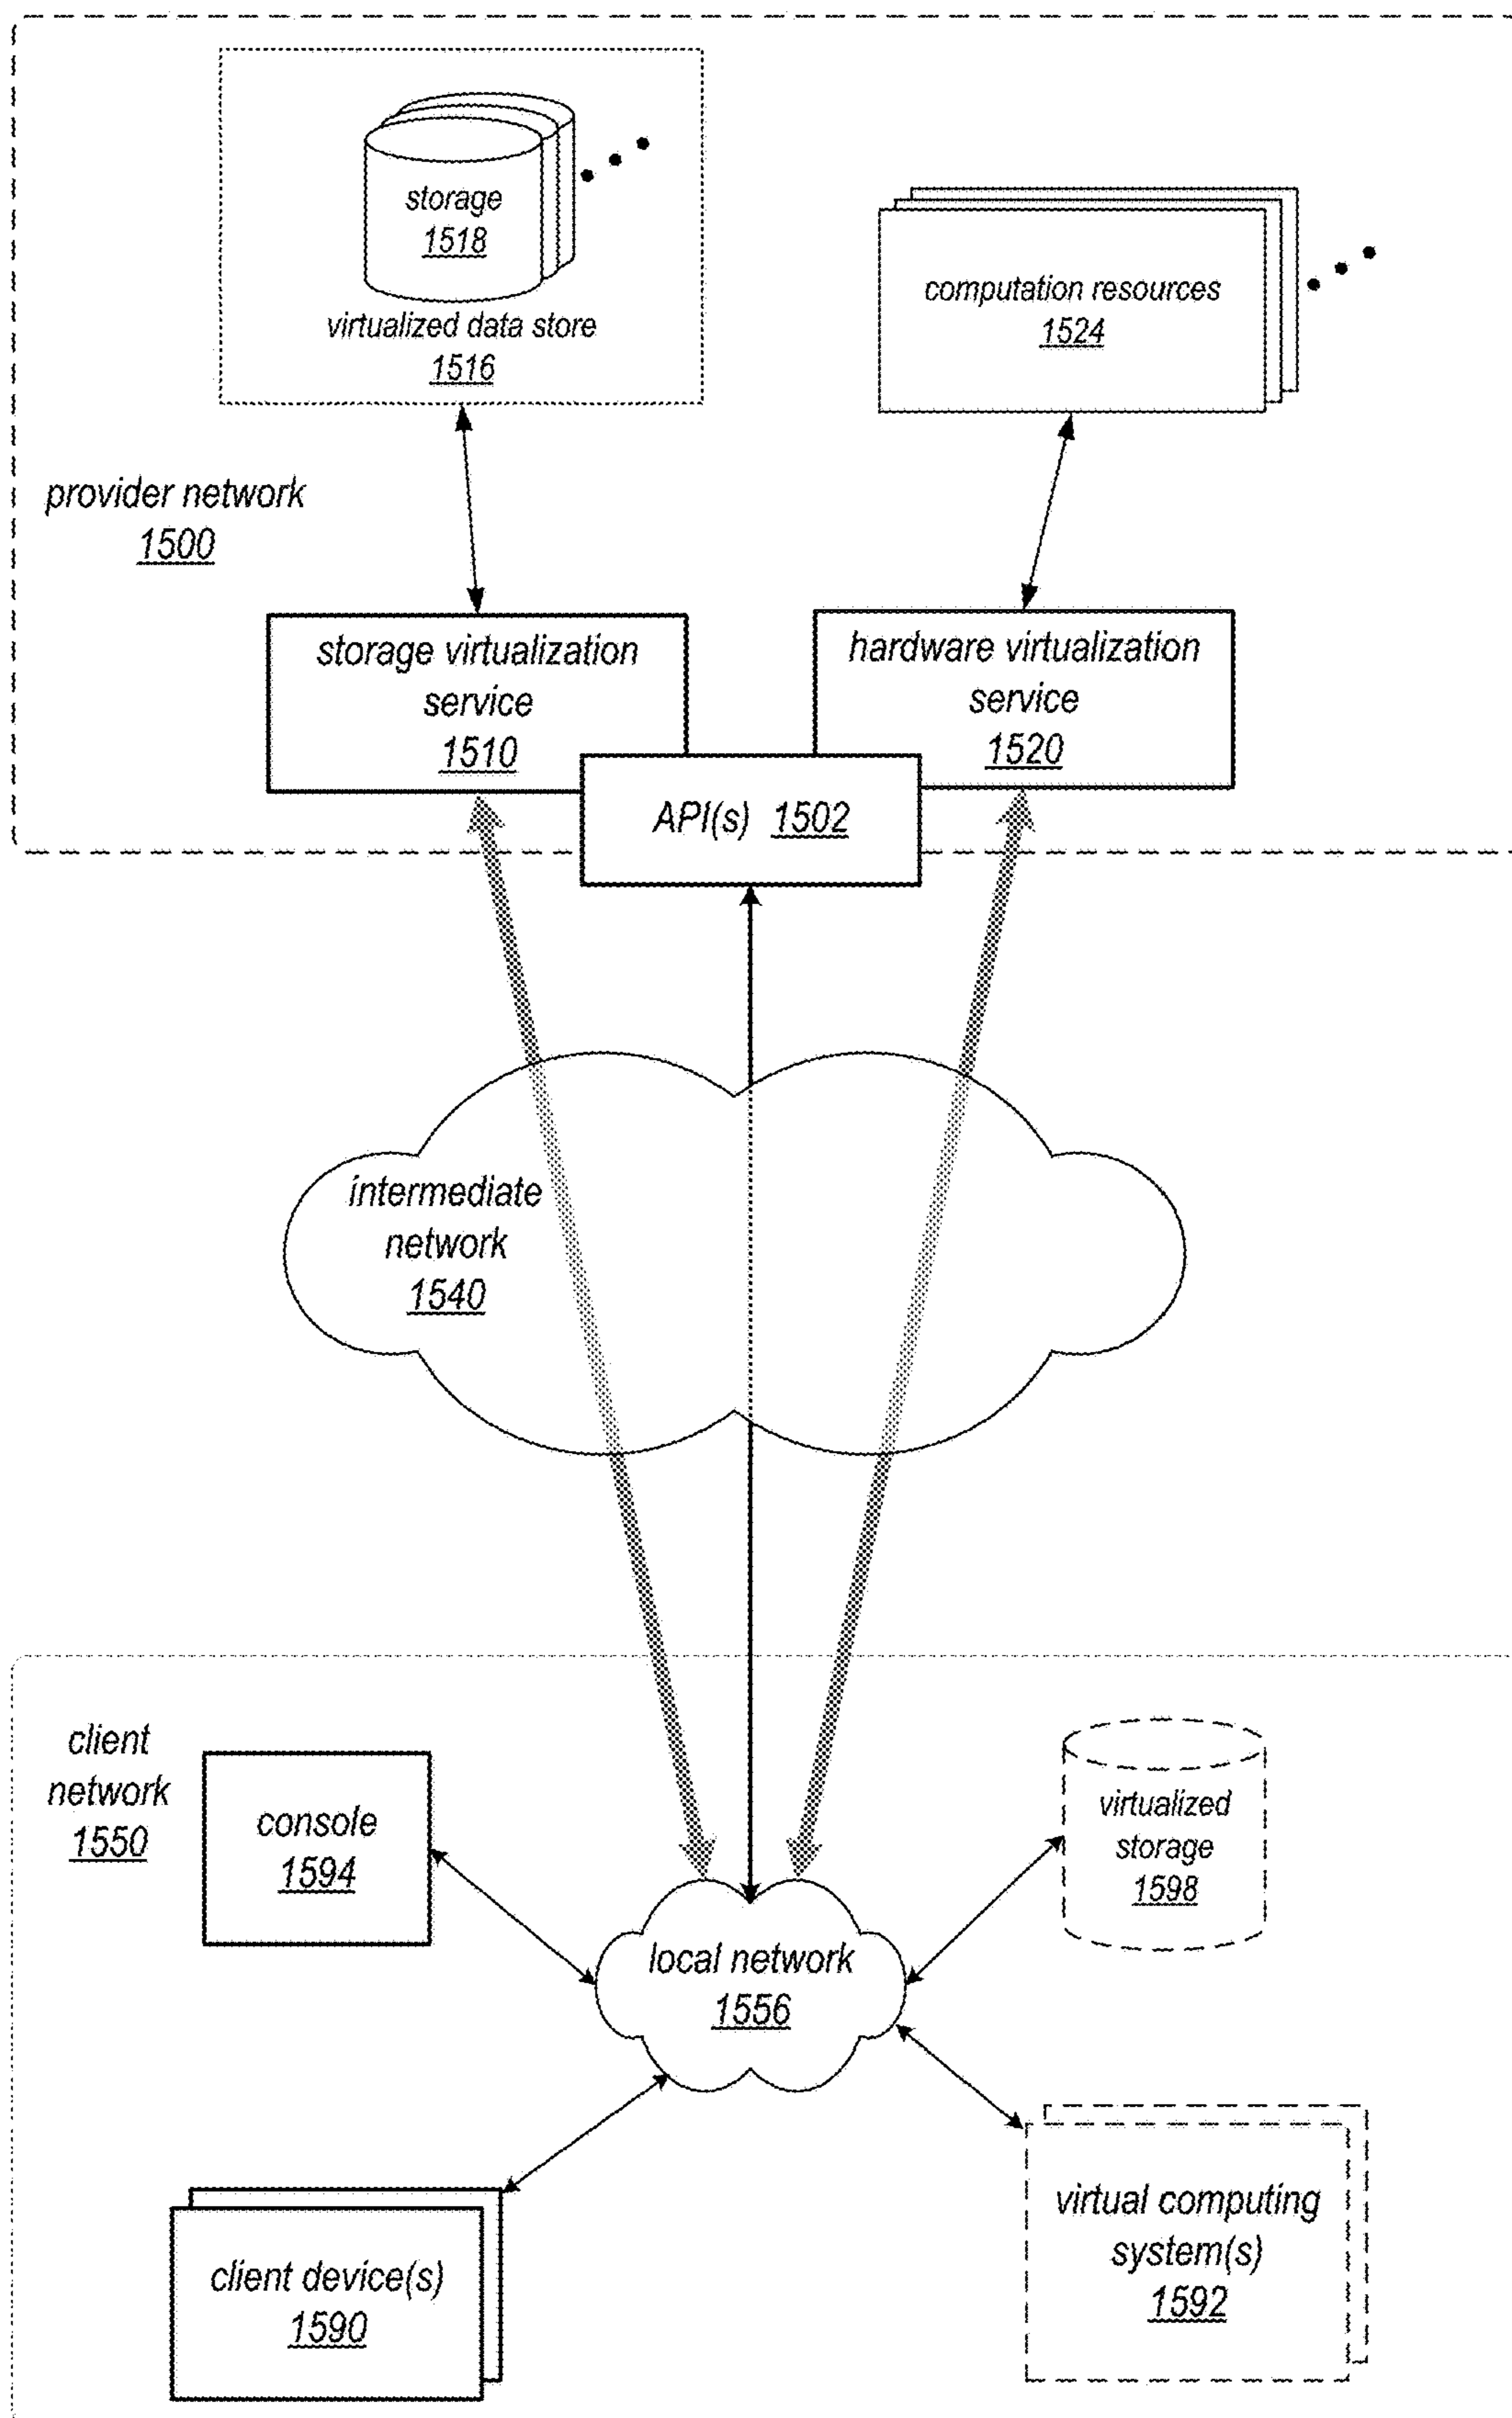 storage
1518
virtualized data store
1516
computation resources
1524
provider network
1500
storage virtualization
service
1510
hardware virtualization
service
1520
API(s) 1502
intermediate
network
1540
client
network
1550
console
1594
virtualized
storage
1598
local network
1556
client device(s)
1590
virtual computing
system(s)
1592